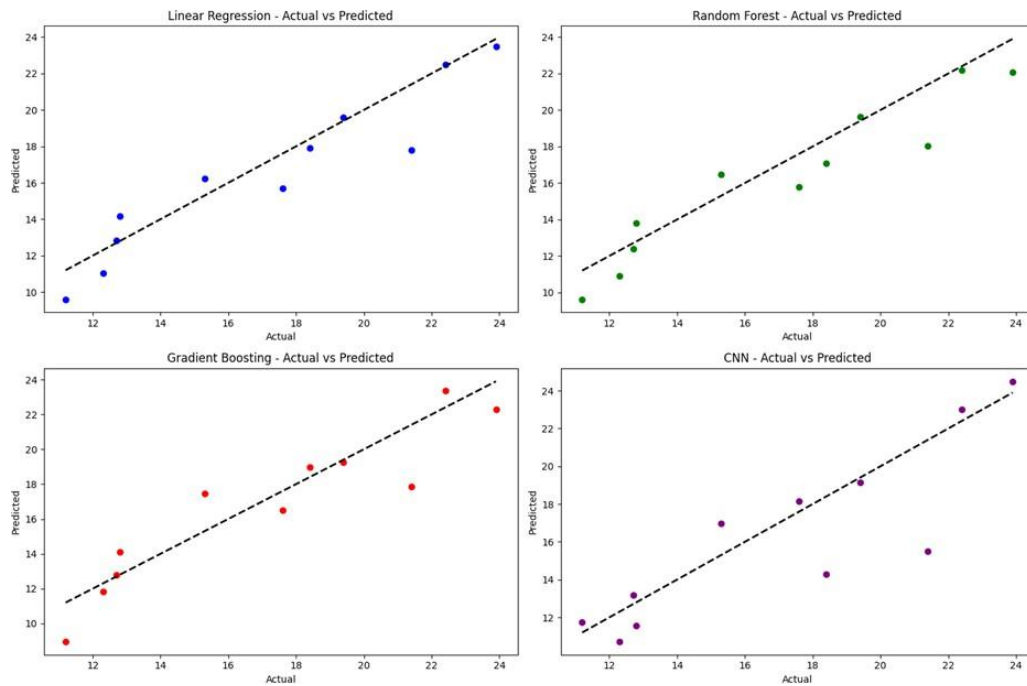 Linear Regression - Actual vs Predicted
24
22
20
18
16
14
12
10
Predicted
12 14 16 18 20 22 24
Actual
Random Forest - Actual vs Predicted
24
22
20
18
16
14
12
10
Predicted
12 14 16 18 20 22 24
Actual
Gradient Boosting - Actual vs Predicted
24
22
20
18
16
14
12
10
Predicted
12 14 16 18 20 22 24
Actual
CNN - Actual vs Predicted
24
22
20
18
16
14
12
Predicted
12 14 16 18 20 22 24
Actual